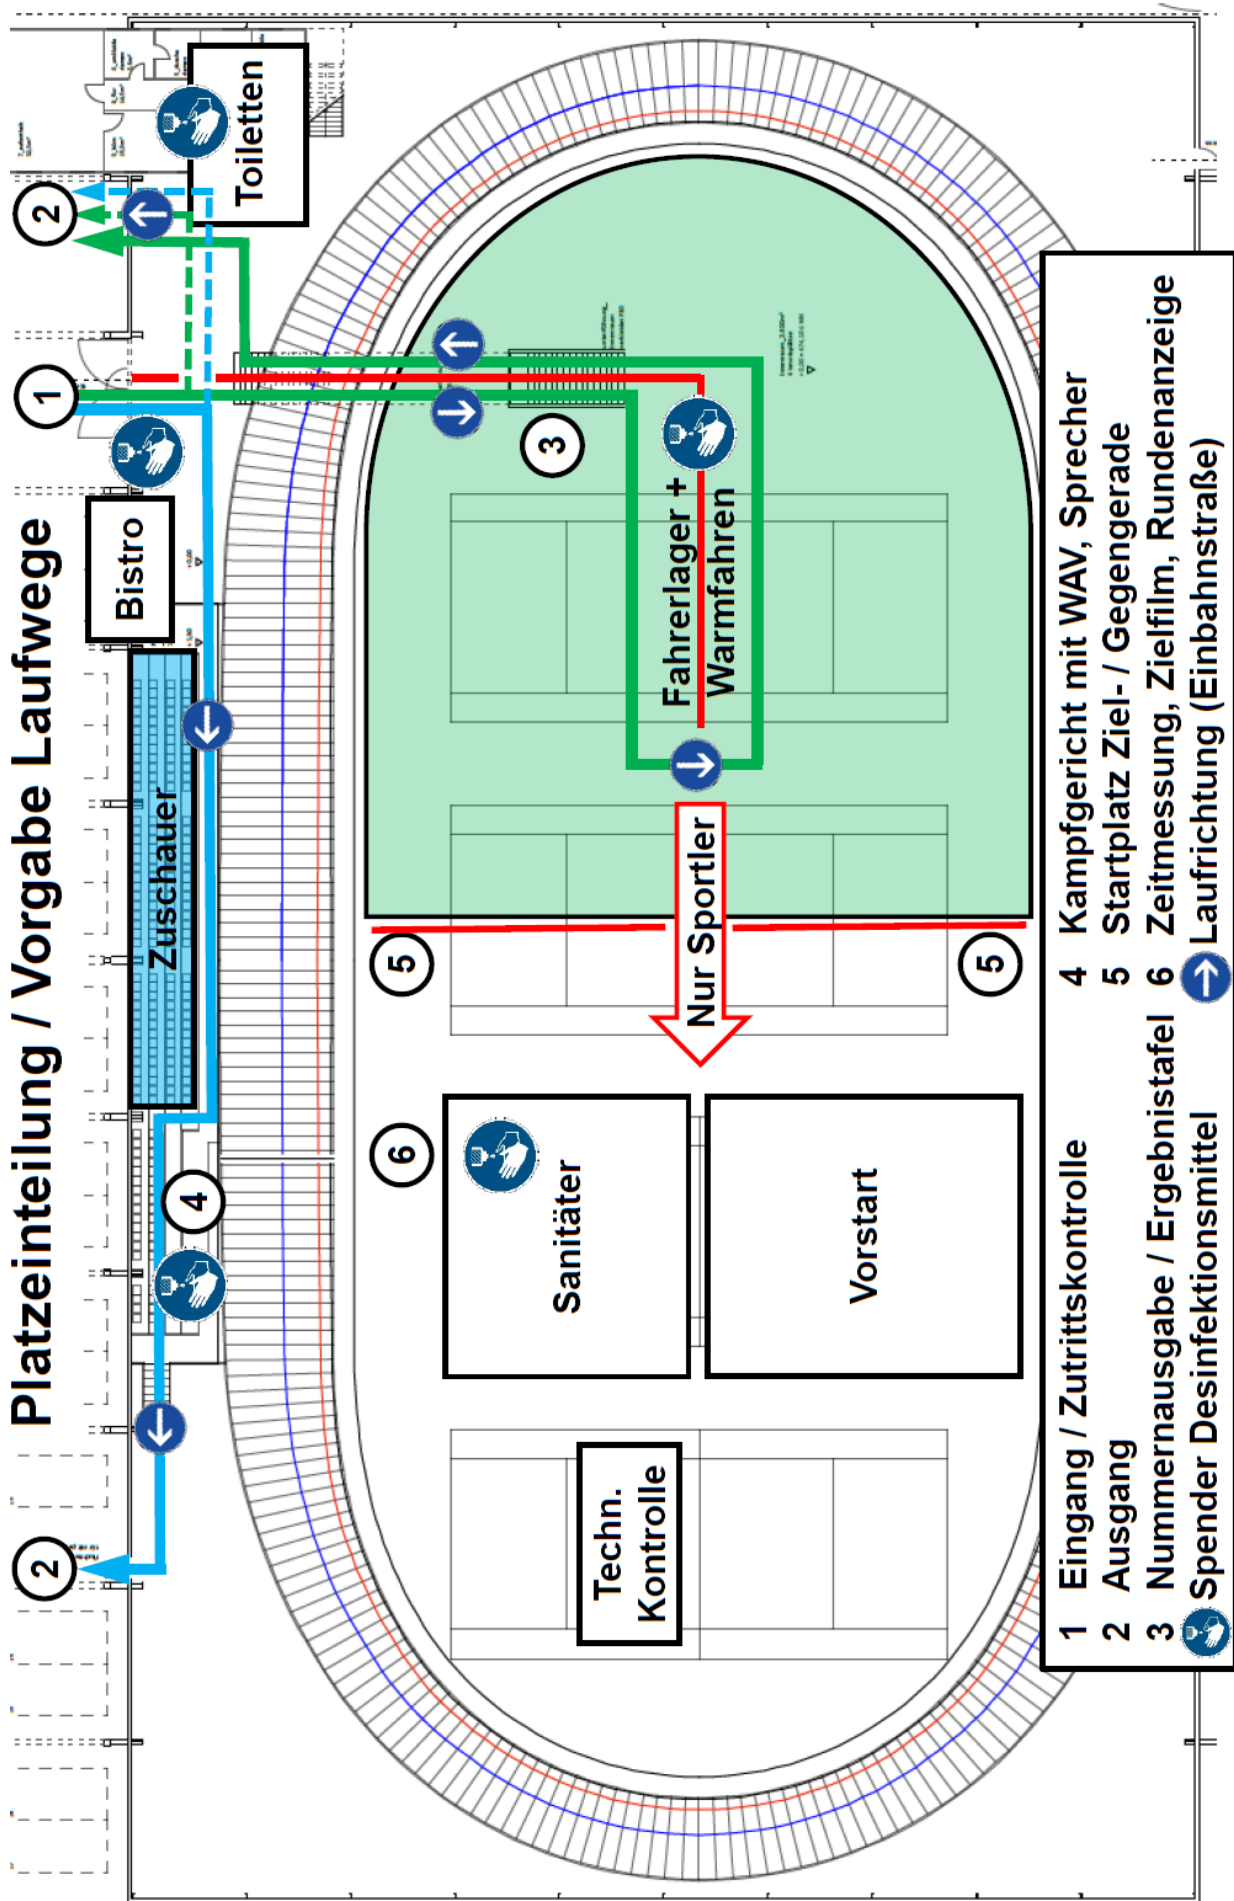 Platzeinteilung / Vorgabe Laufwege
2
1
2
Toiletten
Bistro
Zuschauer
4
3
Fahrerlager +
Warmfahren
5
5
Nur Sportler
6
Sanitäter
Vorstart
Techn.
Kontrolle
1 Eingang / Zutrittskontrolle
2 Ausgang
3 Nummernausgabe / Ergebnistafel
Spender Desinfektionsmittel
4 Kampfgericht mit WAV, Sprecher
5 Startplatz Ziel- / Gegengerade
6 Zeitmessung, Zielfilm, Rundenanzeige
Laufrichtung (Einbahnstraße)